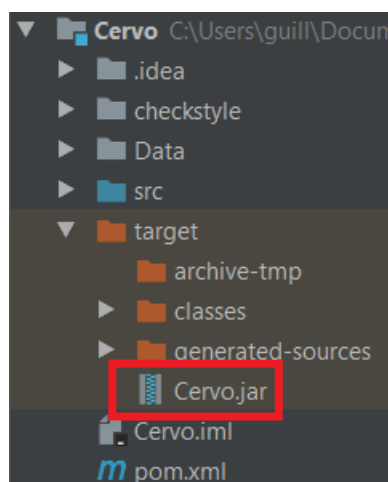 Cervo C:\Users\guill\Docum
.idea
checkstyle
Data
src
target
archive-tmp
classes
generated-sources
Cervo.jar
Cervo.iml
m pom.xml